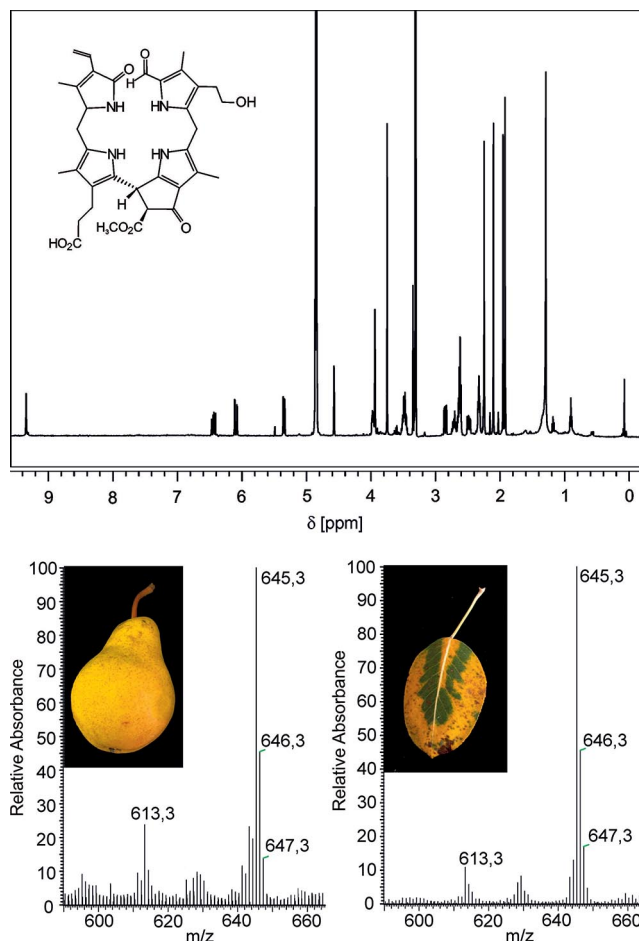 O
O
H
NH
HN
OH
NH
HN
H
H₃CO₂C
O
HO₂C
9 8 7 6 5 4 3 2 1 0
δ [ppm]
100
90
80
70
60
50
40
30
20
10
0
Relative Absorbance
645,3
646,3
647,3
613,3
600 620 640 660
m/z
100
90
80
70
60
50
40
30
20
10
0
Relative Absorbance
645,3
646,3
647,3
613,3
600 620 640 660
m/z